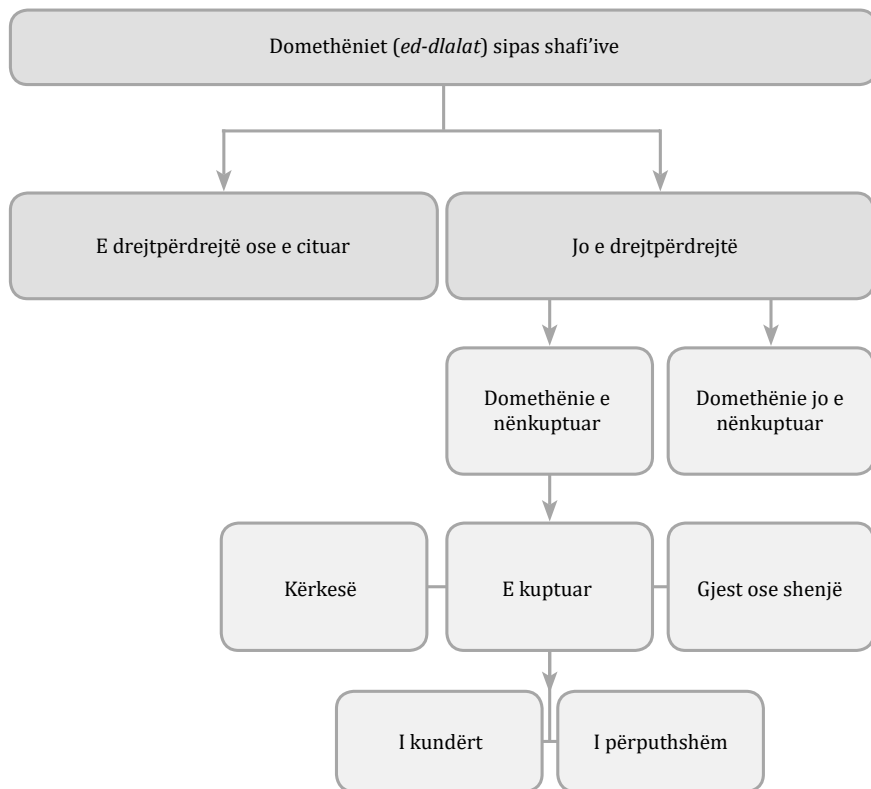 Domethëniet (ed-dlalat) sipas shafi’ive
E drejtpërdrejtë ose e cituar
Jo e drejtpërdrejtë
Domethënie e
nënkuptuar
Domethënie jo e
nënkuptuar
Kërkesë
E kuptuar
Gjest ose shenjë
I kundërt
I përputhshëm